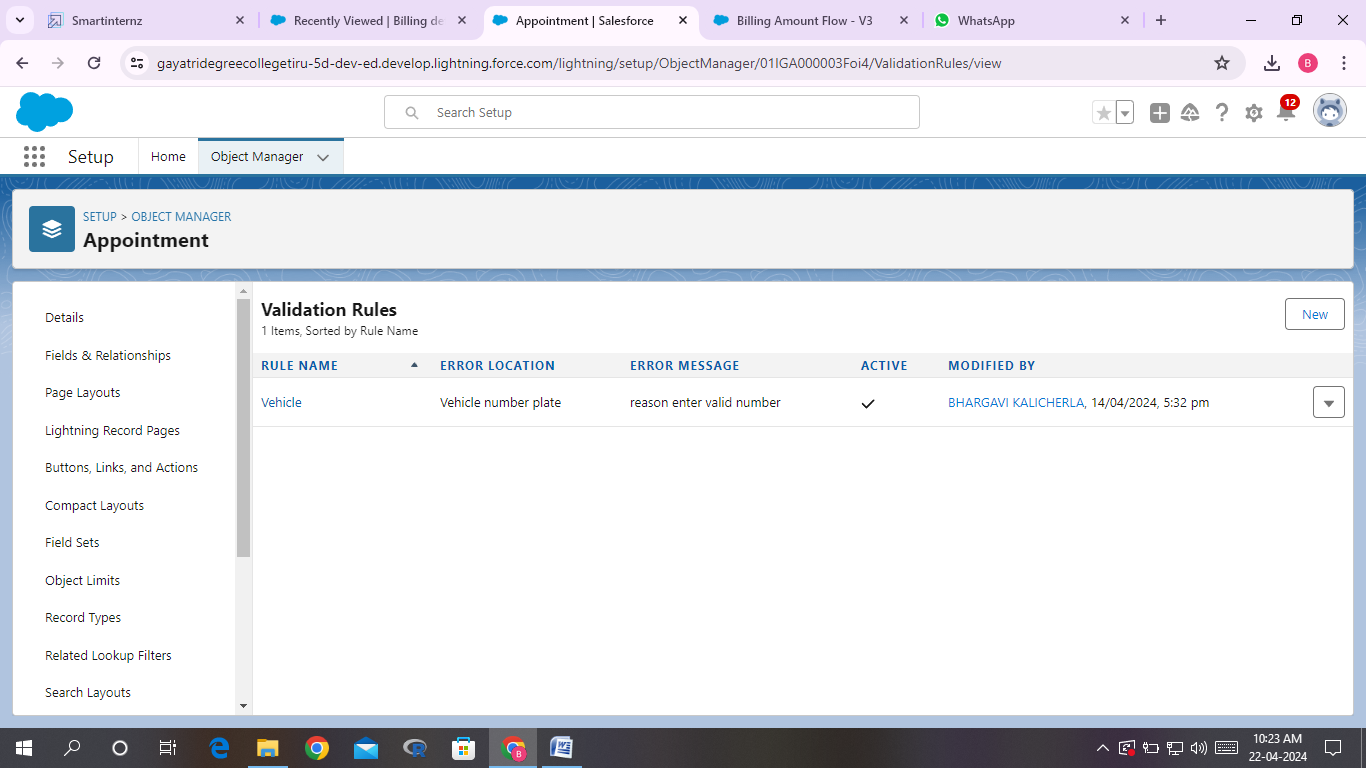 Smartinternz
Recently Viewed | Billing de
Appointment | Salesforce
Billing Amount Flow - V3
WhatsApp
gayatridegreecollegetiru-5d-dev-ed.develop.lightning.force.com/lightning/setup/ObjectManager/01IGA000003Foi4/ValidationRules/view
B
Search Setup
12
Setup
Home
Object Manager
SETUP > OBJECT MANAGER
Appointment
Details
Fields & Relationships
Page Layouts
Lightning Record Pages
Buttons, Links, and Actions
Compact Layouts
Field Sets
Object Limits
Record Types
Related Lookup Filters
Search Layouts
Validation Rules
1 Items, Sorted by Rule Name
New
RULE NAME ERROR LOCATION ERROR MESSAGE ACTIVE MODIFIED BY
Vehicle Vehicle number plate reason enter valid number BHARGAVI KALICHERLA, 14/04/2024, 5:32 pm
B
10:23 AM
22-04-2024